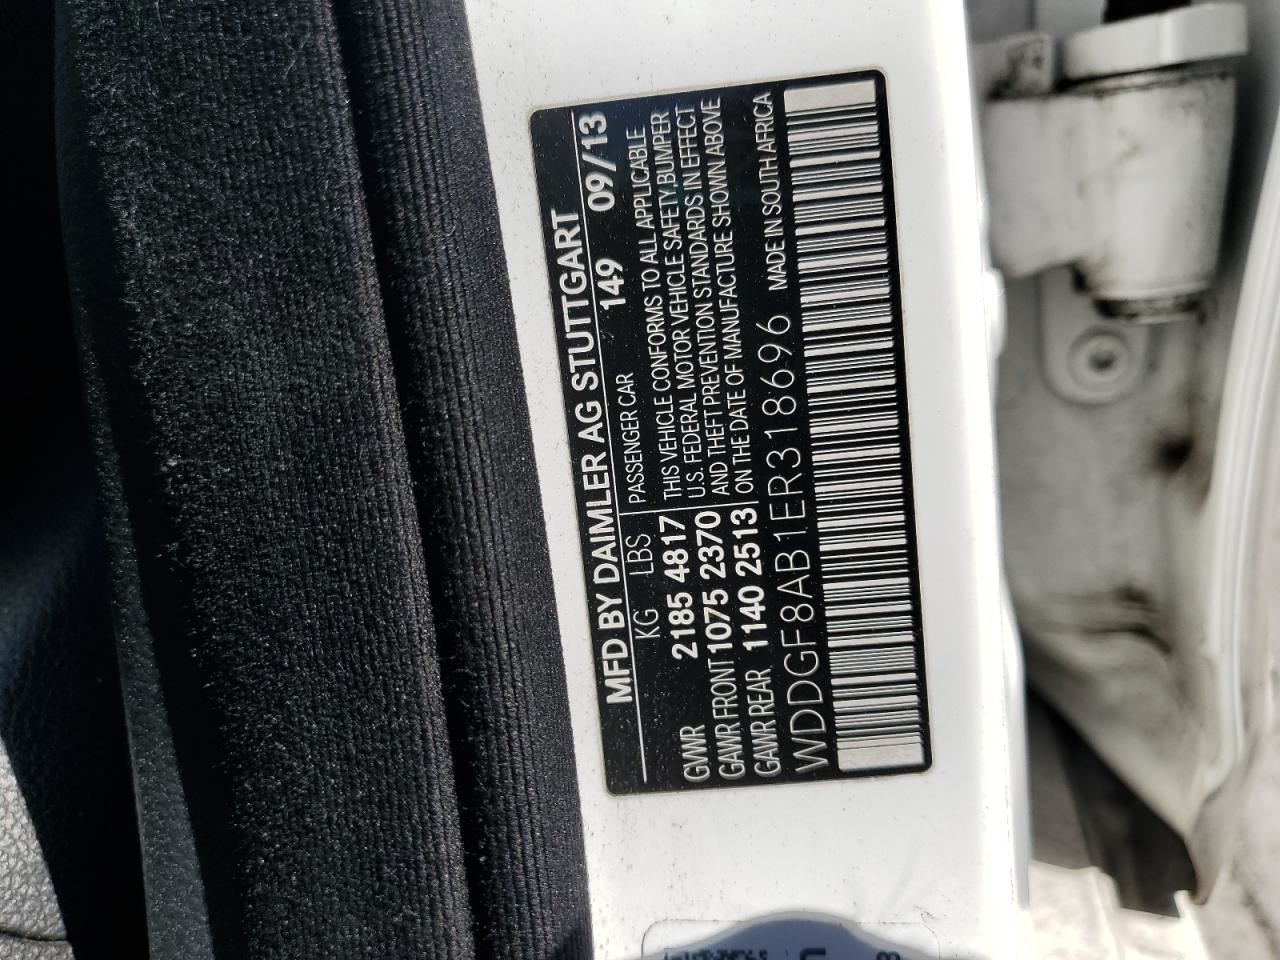 MFD BY DAIMLER AG STUTTGART
KG LBS 149 09/13
PASSENGER CAR
GVWR 2185 4817
GAWR FRONT 1075 2370
GAWR REAR 1140 2513
THIS VEHICLE CONFORMS TO ALL APPLICABLE
U.S. FEDERAL MOTOR VEHICLE SAFETY, BUMPER
AND THEFT PREVENTION STANDARDS IN EFFECT
ON THE DATE OF MANUFACTURE SHOWN ABOVE
WDDGF8AB1ER318696 MADE IN SOUTH AFRICA